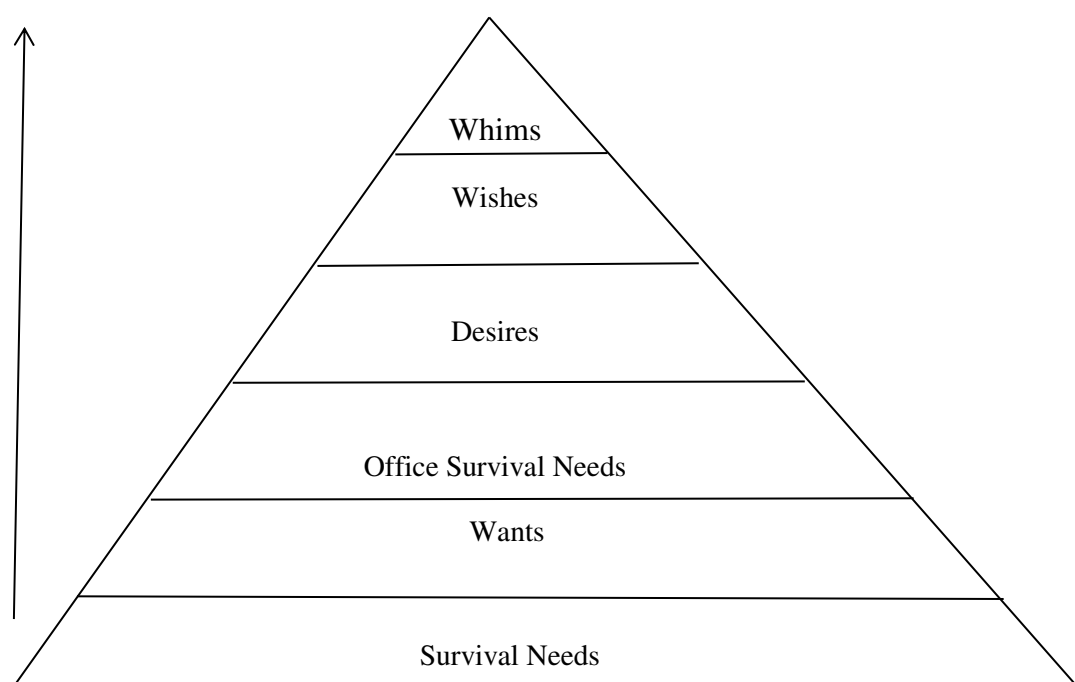 Whims
Wishes
Desires
Office Survival Needs
Wants
Survival Needs